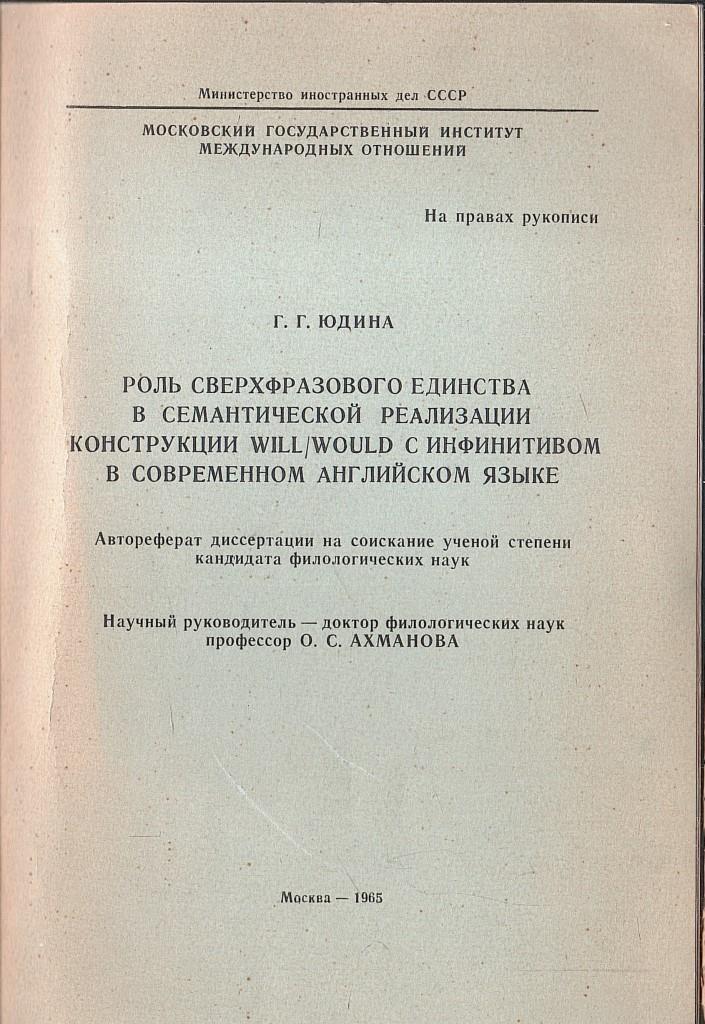 Министерство иностранных дел СССР
МОСКОВСКИЙ ГОСУДАРСТВЕННЫЙ ИНСТИТУТ
МЕЖДУНАРОДНЫХ ОТНОШЕНИЙ
На правах рукописи
Г. Г. ЮДИНА
РОЛЬ СВЕРХФРАЗОВОГО ЕДИНСТВА
В СЕМАНТИЧЕСКОЙ РЕАЛИЗАЦИИ
КОНСТРУКЦИИ WILL/WOULD С ИНФИНИТИВОМ
В СОВРЕМЕННОМ АНГЛИЙСКОМ ЯЗЫКЕ
Автореферат диссертации на соискание ученой степени
кандидата филологических наук
Научный руководитель — доктор филологических наук
профессор О. С. АХМАНОВА
Москва — 1965